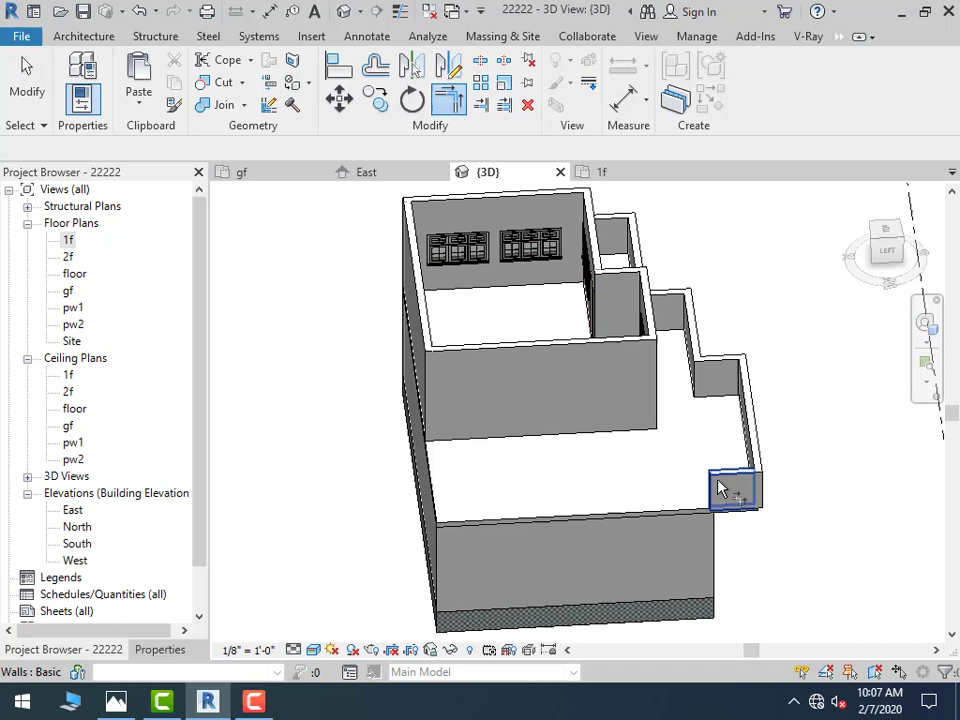 22222 - 3D View: {3D}
Sign In
File
Architecture
Structure
Steel
Systems
Insert
Annotate
Analyze
Massing & Site
Collaborate
View
Manage
Add-Ins
V-Ray
Modify
Properties
Paste
Cope
Cut
Join
Select
Properties
Clipboard
Geometry
Modify
View
Measure
Create
Project Browser - 22222
gf
East
{3D}
1f
Views (all)
Structural Plans
Floor Plans
1f
2f
floor
gf
pw1
pw2
Site
Ceiling Plans
1f
2f
floor
gf
pw1
pw2
3D Views
Elevations (Building Elevation
East
North
South
West
Legends
Schedules/Quantities (all)
Sheets (all)
LEFT
Project Browser - 22222
Properties
1/8" = 1'-0"
Walls : Basic
:0
Main Model
:0
10:07 AM
2/7/2020